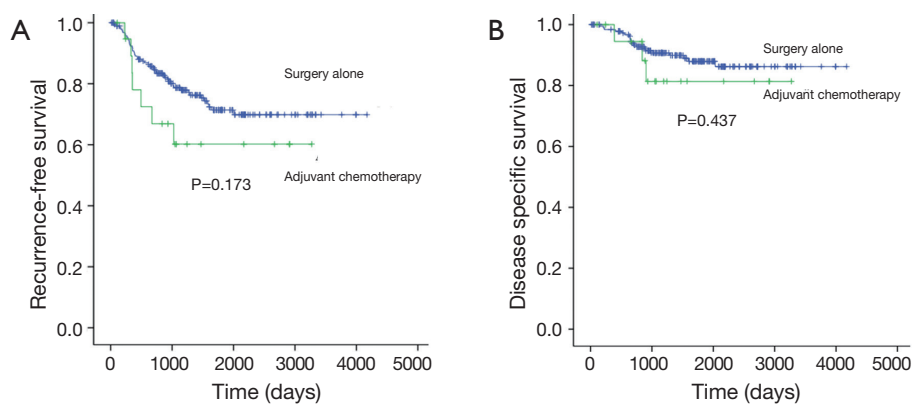 A
Recurrence-free survival
1.0
0.8
0.6
0.4
0.2
0.0
Surgery alone
Adjuvant chemotherapy
P=0.173
0 1000 2000 3000 4000 5000
Time (days)
B
Disease specific survival
1.0
0.8
0.6
0.4
0.2
0.0
Surgery alone
Adjuvant chemotherapy
P=0.437
0 1000 2000 3000 4000 5000
Time (days)